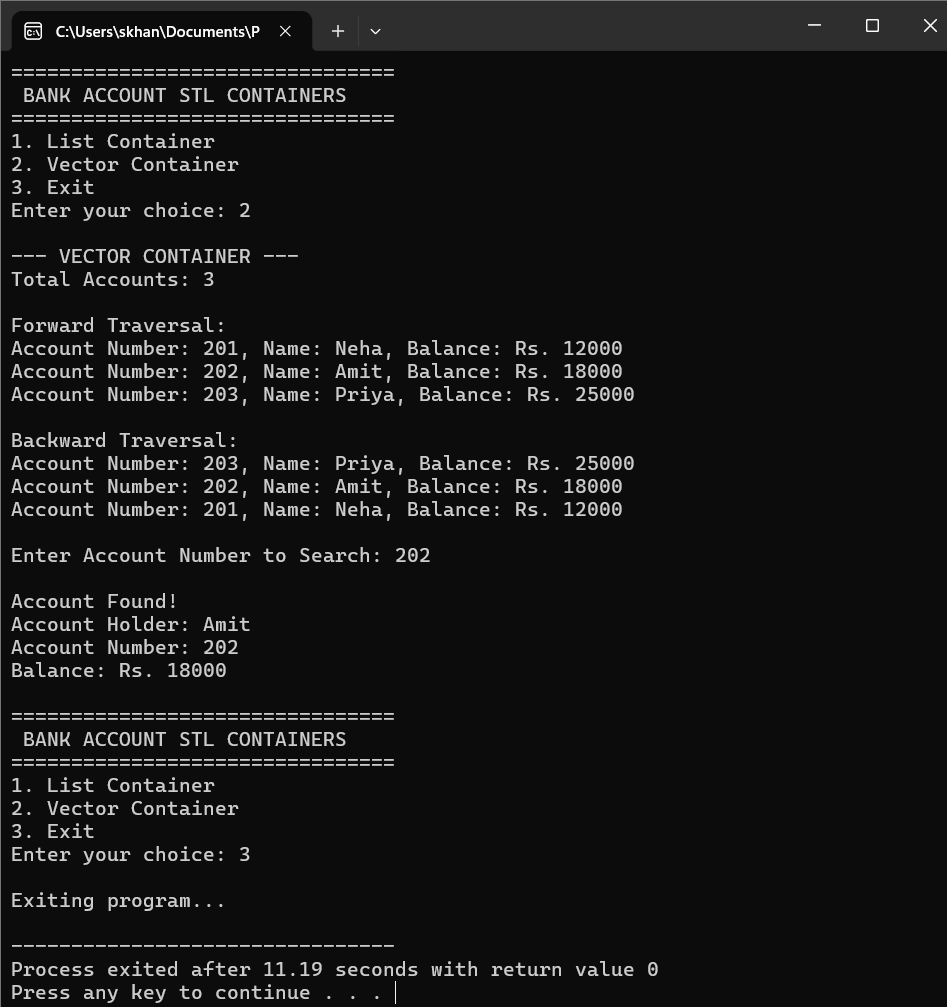 C:\Users\skhan\Documents\P
================================
 BANK ACCOUNT STL CONTAINERS
================================
1. List Container
2. Vector Container
3. Exit
Enter your choice: 2

--- VECTOR CONTAINER ---
Total Accounts: 3

Forward Traversal:
Account Number: 201, Name: Neha, Balance: Rs. 12000
Account Number: 202, Name: Amit, Balance: Rs. 18000
Account Number: 203, Name: Priya, Balance: Rs. 25000

Backward Traversal:
Account Number: 203, Name: Priya, Balance: Rs. 25000
Account Number: 202, Name: Amit, Balance: Rs. 18000
Account Number: 201, Name: Neha, Balance: Rs. 12000

Enter Account Number to Search: 202

Account Found!
Account Holder: Amit
Account Number: 202
Balance: Rs. 18000

================================
 BANK ACCOUNT STL CONTAINERS
================================
1. List Container
2. Vector Container
3. Exit
Enter your choice: 3

Exiting program...

--------------------------------
Process exited after 11.19 seconds with return value 0
Press any key to continue . . .